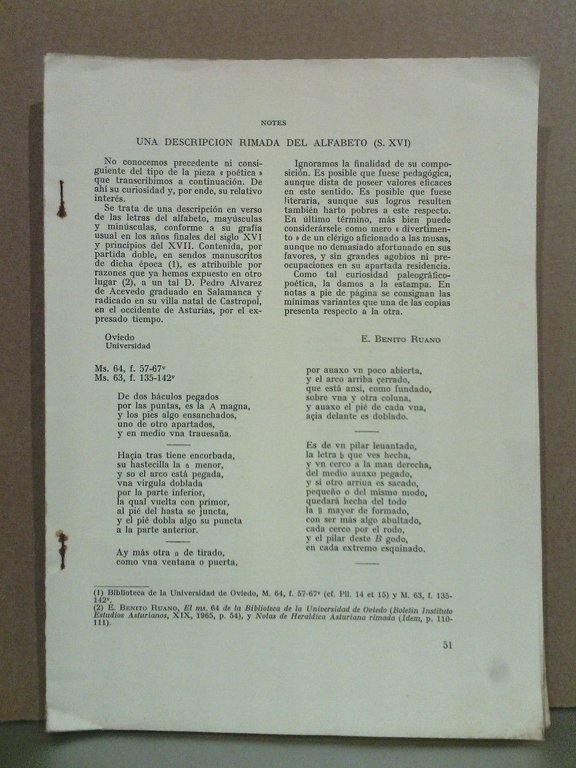 NOTES
UNA DESCRIPCION RIMADA DEL ALFABETO (S. XVI)
No conocemos precedente ni consi-
guiente del tipo de la pieza « poética »
que transcribimos a continuación. De
ahí su curiosidad y, por ende, su relativo
interés.
Se trata de una descripción en verso
de las letras del alfabeto, mayúsculas
y minúsculas, conforme a su grafía
usual en los años finales del siglo XVI
y principios del XVII. Contenida, por
partida doble, en sendos manuscritos
de dicha época (1), es atribuible por
razones que ya hemos expuesto en otro
lugar (2), a un tal D. Pedro Alvarez
de Acevedo graduado en Salamanca y
radicado en su villa natal de Castropol,
en el occidente de Asturias, por el ex-
presado tiempo.
Ignoramos la finalidad de su compo-
sición. Es posible que fuese pedagógica,
aunque dista de poseer valores eficaces
en este sentido. Es posible que fuese
literaria, aunque sus logros resulten
también harto pobres a este respecto.
En último término, más bien puede
considerársele como mero « divertimen-
to » de un clérigo aficionado a las musas,
aunque no demasiado afortunado en sus
favores, y sin grandes agobios ni pre-
ocupaciones en su apartada residencia.
Como tal curiosidad paleográfico-
poética, la damos a la estampa. En
notas a pie de página se consignan las
mínimas variantes que una de las copias
presenta respecto a la otra.
Oviedo
Universidad
E. BENITO RUANO
Ms. 64, f. 57-67v
Ms. 63, f. 135-142v
De dos báculos pegados
por las puntas, es la A magna,
y los pies algo ensanchados,
uno de otro apartados,
y en medio vna trauesaña.
Haçia tras tiene encorbada,
su hastecilla la a menor,
y so el arco está pegada,
vna vírgula doblada
por la parte inferior,
la qual vuelta con primor,
al pié del hasta se juncta,
y el pié dobla algo su puncta
a la parte anterior.
Ay más otra a de tirado,
como vna ventana o puerta,
por auaxo vn poco abierta,
y el arco arriba çerrado,
que está ansi, como fundado,
sobre vna y otra coluna,
y auaxo el pié de cada vna,
açia delante es doblado.
Es de vn pilar leuantado,
la letra b que ves hecha,
y vn cerco a la man derecha,
del medio auaxo pegado,
y si otro arriua es sacado,
pequeño o del mismo modo,
quedará hecha del todo
la B mayor de formado,
con ser más algo abultado,
cada cerco por el rodo,
y el pilar deste B godo,
en cada extremo esquinado.
(1) Biblioteca de la Universidad de Oviedo, M. 64, f. 57-67v (cf. Pll. 14 et 15) y M. 63, f. 135-
142v.
(2) E. BENITO RUANO, El ms. 64 de la Biblioteca de la Universidad de Oviedo (Boletín Instituto
Estudios Asturianos, XIX, 1965, p. 54), y Notas de Heraldica Asturiana rimada (Idem, p. 110-
111).
51